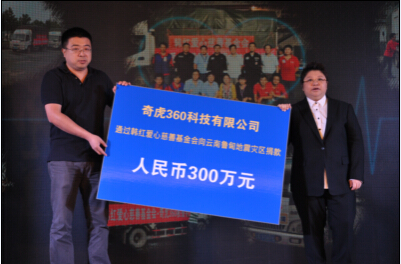 奇虎360科技有限公司
通过韩红爱心慈善基金会向云南鲁甸地震灾区捐款
人民币300万元